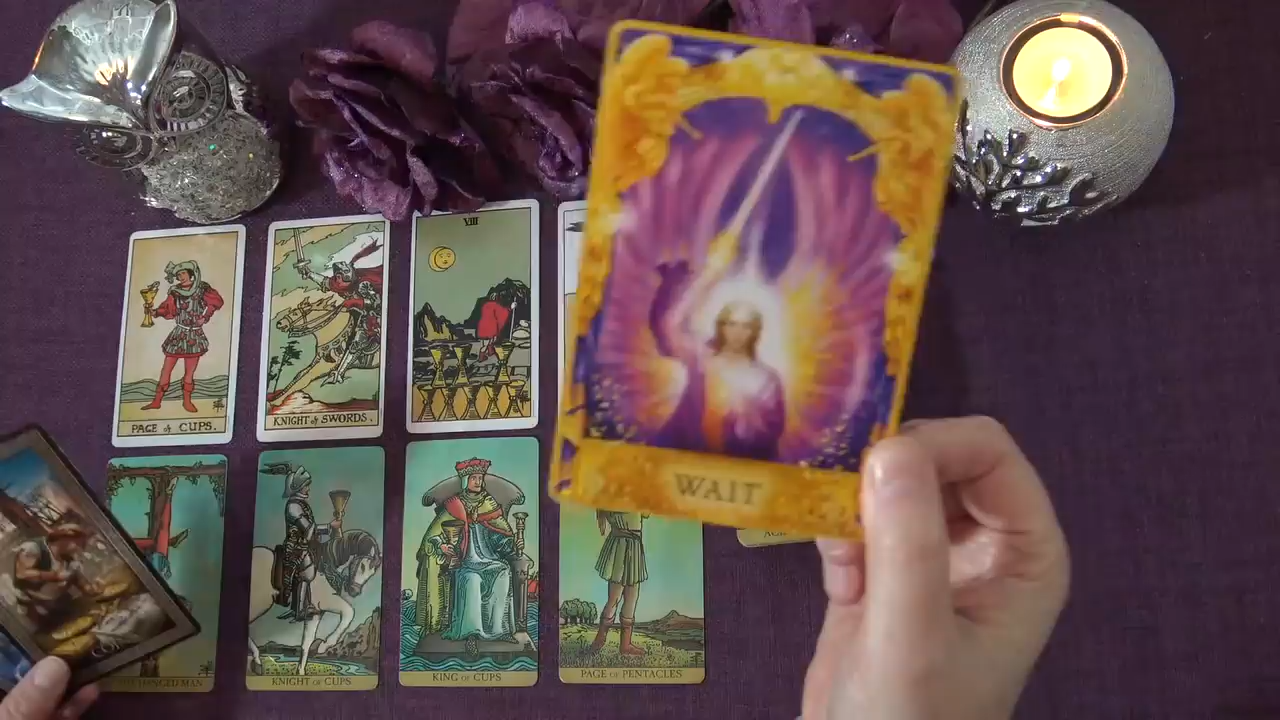 VIII
PAGE of CUPS.
KNIGHT of SWORDS.
WAIT
THE HANGED MAN
KNIGHT OF CUPS
KING OF CUPS
PAGE OF PENTACLES